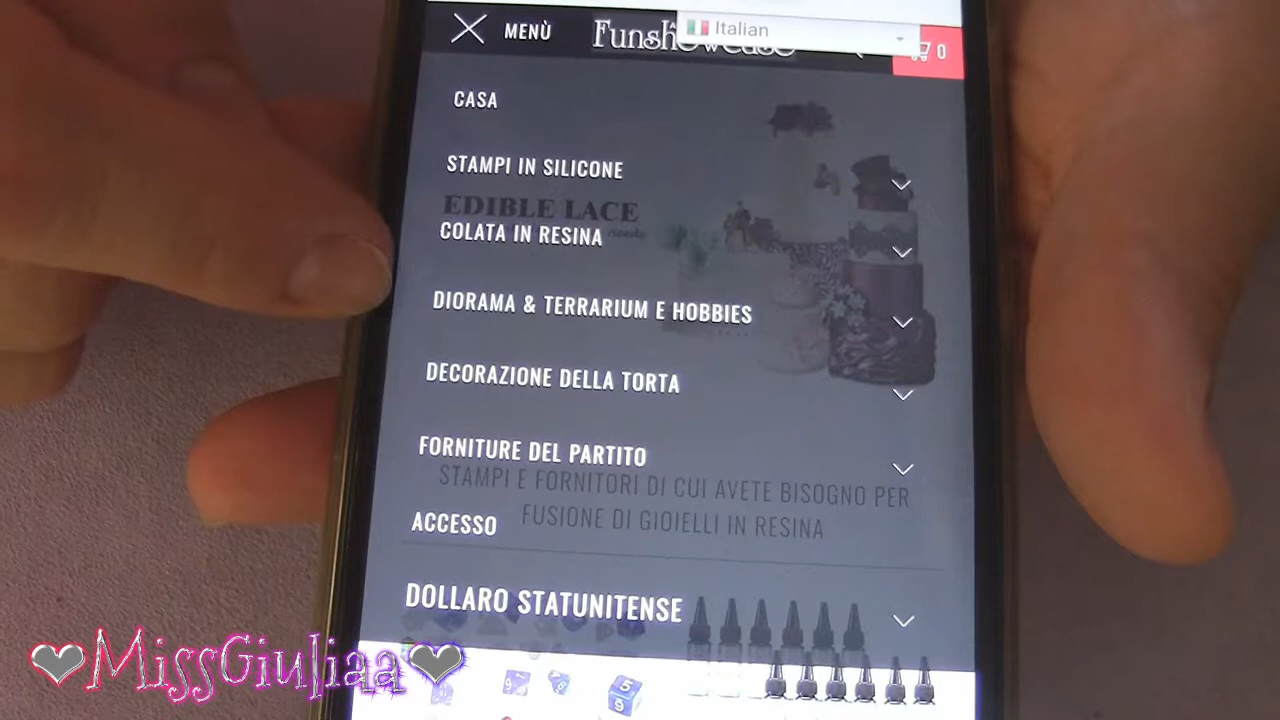 MENÙ
Funshowcase
Italian
0
CASA
STAMPI IN SILICONE
EDIBLE LACE
COLATA IN RESINA
DIORAMA & TERRARIUM E HOBBIES
DECORAZIONE DELLA TORTA
FORNITURE DEL PARTITO
STAMPI E FORNITORI DI CUI AVETE BISOGNO PER
FUSIONE DI GIOIELLI IN RESINA
ACCESSO
DOLLARO STATUNITENSE
MissGiuliaa